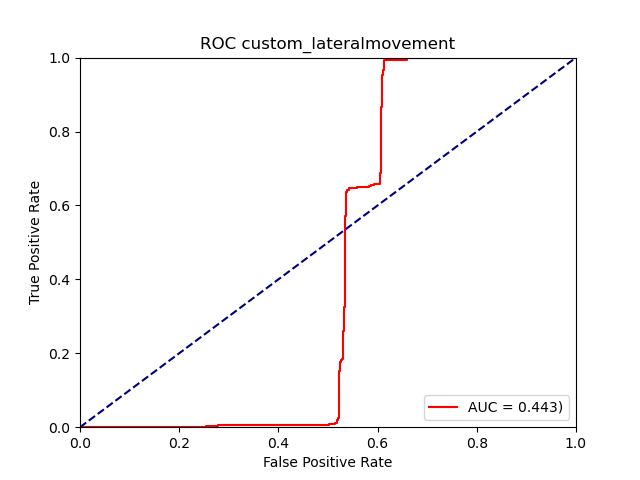 ROC custom_lateralmovement
True Positive Rate
1.0
0.8
0.6
0.4
0.2
0.0
0.0 0.2 0.4 0.6 0.8 1.0
False Positive Rate
AUC = 0.443)